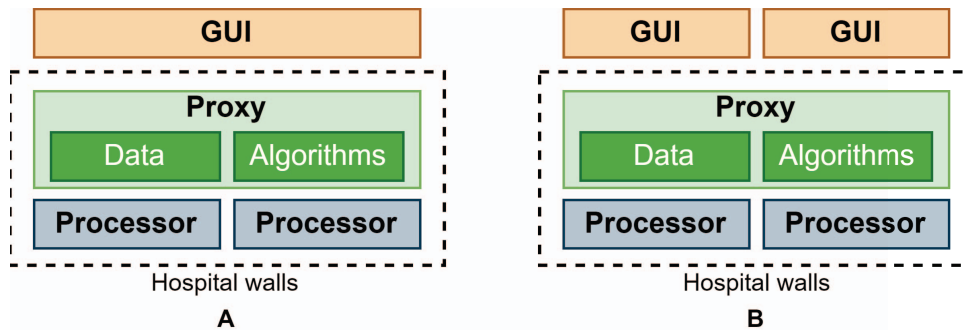 GUI
Proxy
Data Algorithms
Processor Processor
Hospital walls
A
GUI GUI
Proxy
Data Algorithms
Processor Processor
Hospital walls
B